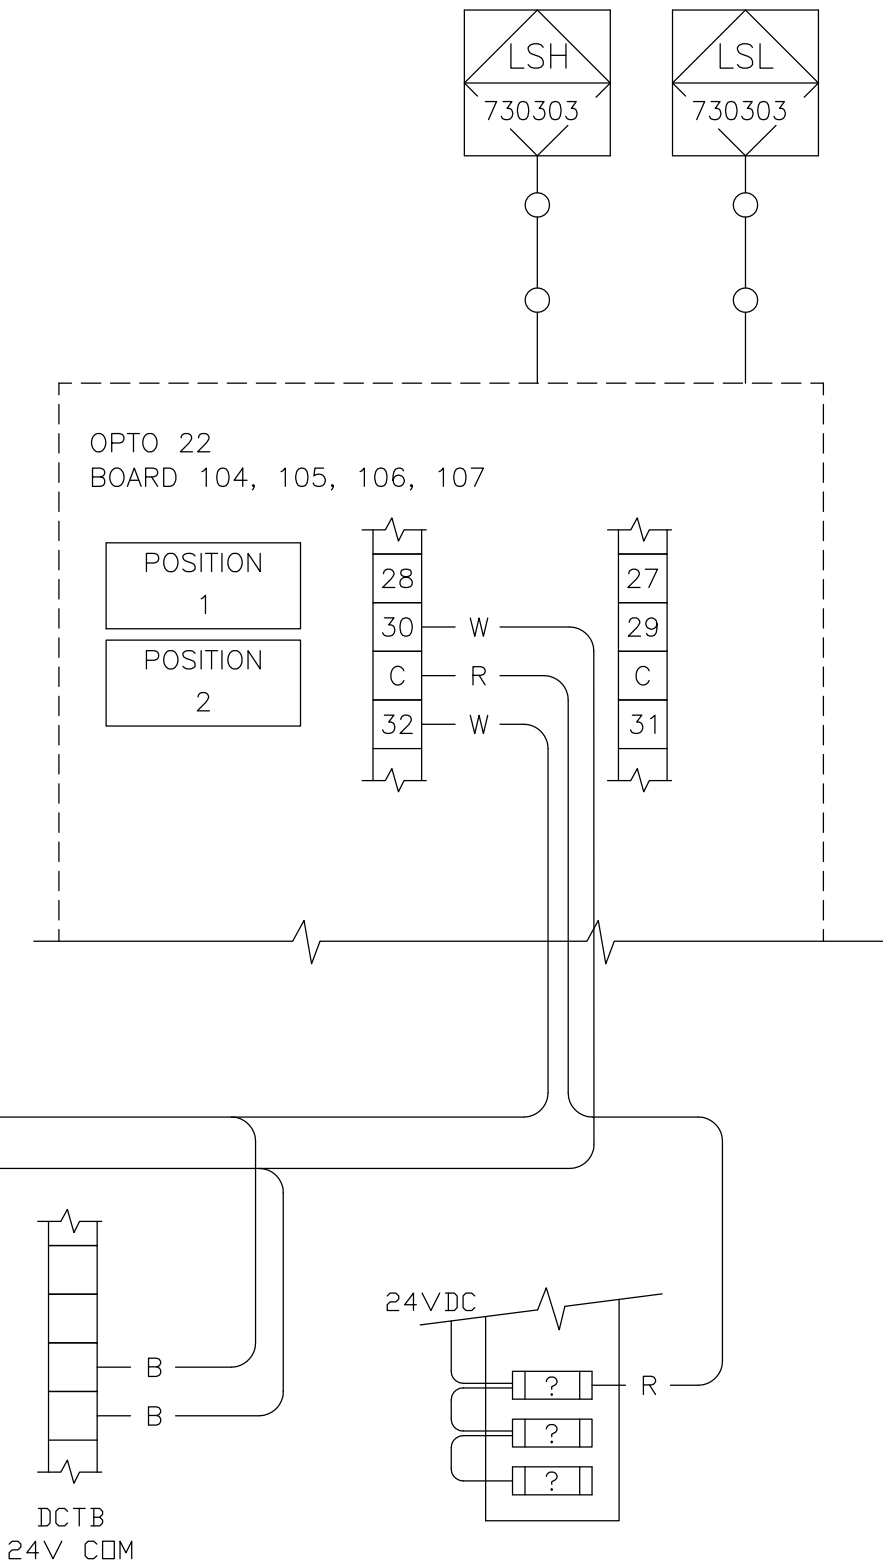 LSH
730303
LSL
730303
OPTO 22
BOARD 104, 105, 106, 107
POSITION
1
POSITION
2
28
30
C
32
W
R
W
27
29
C
31
B
B
DCTB
24V COM
24VDC
?
?
?
R